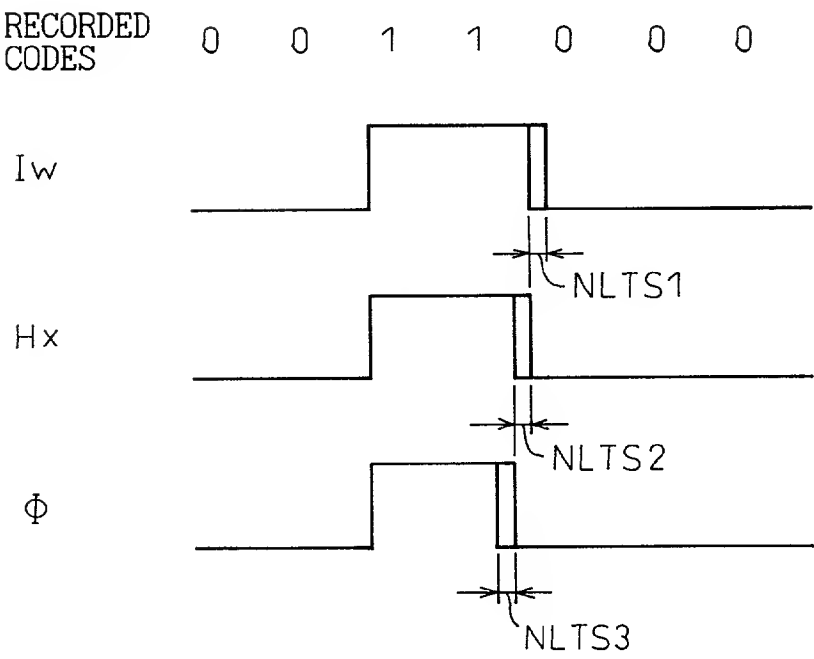 RECORDED CODES 0 0 1 1 0 0 0
Iw
NLTS1
Hx
NLTS2
Φ
NLTS3